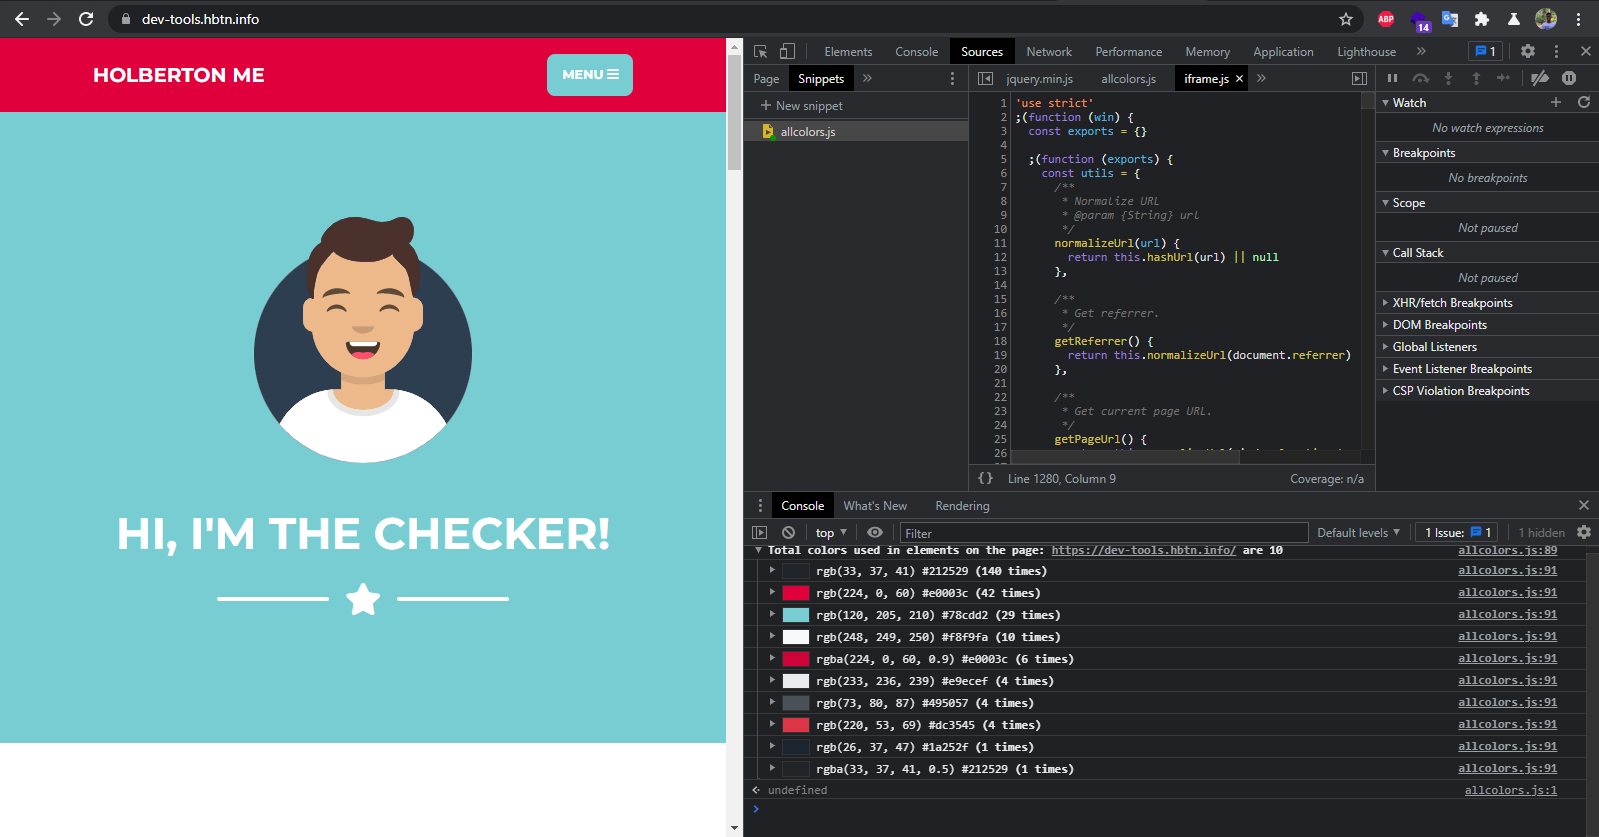 dev-tools.hbtn.info
ABP
14
HOLBERTON ME
MENU
HI, I'M THE CHECKER!
Elements Console Sources Network Performance Memory Application Lighthouse » 1
Page Snippets »
New snippet
allcolors.js
jquery.min.js allcolors.js iframe.js × »
1 'use strict'
2 ;(function (win) {
3 const exports = {}
4
5 ;(function (exports) {
6 const utils = {
7 /**
8 * Normalize URL
9 * @param {String} url
10 */
11 normalizeUrl(url) {
12 return this.hashUrl(url) || null
13 },
14
15 /**
16 * Get referrer.
17 */
18 getReferrer() {
19 return this.normalizeUrl(document.referrer)
20 },
21
22 /**
23 * Get current page URL.
24 */
25 getPageUrl() {
26
{} Line 1280, Column 9 Coverage: n/a
Watch
No watch expressions
Breakpoints
No breakpoints
Scope
Not paused
Call Stack
Not paused
XHR/fetch Breakpoints
DOM Breakpoints
Global Listeners
Event Listener Breakpoints
CSP Violation Breakpoints
Console What's New Rendering
top Filter Default levels 1 Issue: 1 1 hidden
Total colors used in elements on the page: https://dev-tools.hbtn.info/ are 10 allcolors.js:89
rgb(33, 37, 41) #212529 (140 times) allcolors.js:91
rgb(224, 0, 60) #e0003c (42 times) allcolors.js:91
rgb(120, 205, 210) #78cdd2 (29 times) allcolors.js:91
rgb(248, 249, 250) #f8f9fa (10 times) allcolors.js:91
rgba(224, 0, 60, 0.9) #e0003c (6 times) allcolors.js:91
rgb(233, 236, 239) #e9ecef (4 times) allcolors.js:91
rgb(73, 80, 87) #495057 (4 times) allcolors.js:91
rgb(220, 53, 69) #dc3545 (4 times) allcolors.js:91
rgb(26, 37, 47) #1a252f (1 times) allcolors.js:91
rgba(33, 37, 41, 0.5) #212529 (1 times) allcolors.js:91
undefined allcolors.js:1